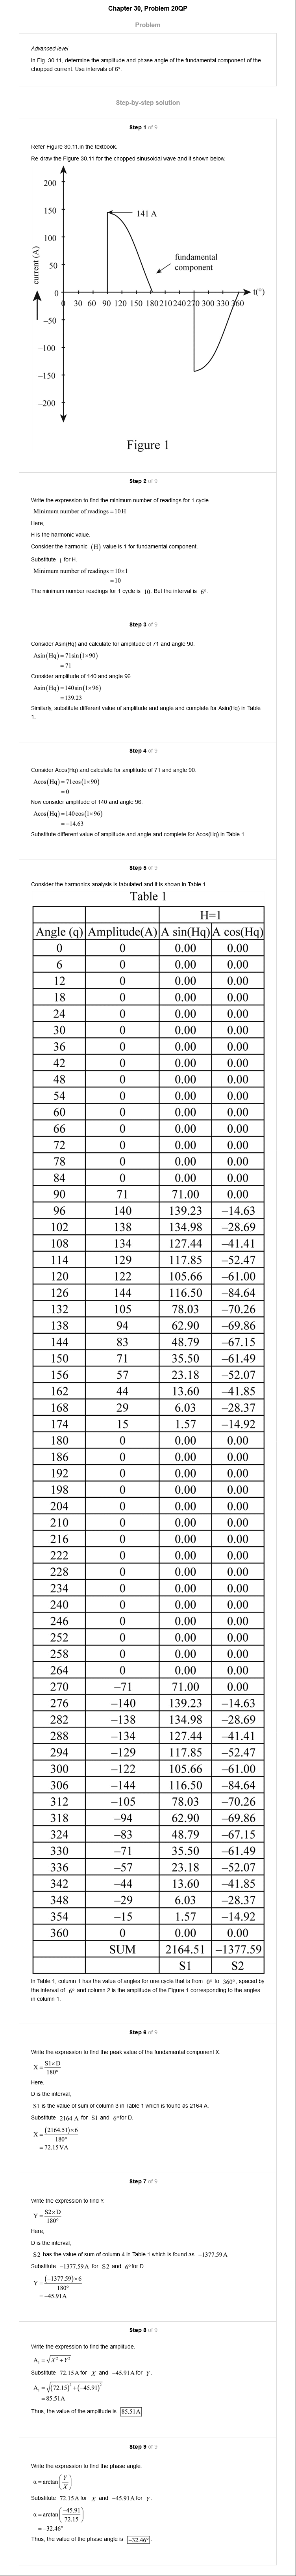 Chapter 30, Problem 20QP
Problem
Advanced level
In Fig. 30.11, determine the amplitude and phase angle of the fundamental component of the
chopped current. Use intervals of 6°.
Step-by-step solution
Step 1 of 9
Refer Figure 30.11 in the textbook.
Re-draw the Figure 30.11 for the chopped sinusoidal wave and it shown below.
200
150
141 A
100
fundamental
component
50
current (A)
0
0 30 60 90 120 150 180 210 240 270 300 330 360
t(°)
−50
−100
−150
−200
Figure 1
Step 2 of 9
Write the expression to find the minimum number of readings for 1 cycle.
Minimum number of readings = 10H
Here,
H is the harmonic value.
Consider the harmonic (H) value is 1 for fundamental component.
Substitute 1 for H.
Minimum number of readings = 10×1
= 10
The minimum number readings for 1 cycle is 10. But the interval is 6°.
Step 3 of 9
Consider Asin(Hq) and calculate for amplitude of 71 and angle 90.
Asin(Hq) = 71sin(1×90)
= 71
Consider amplitude of 140 and angle 96.
Asin(Hq) = 140sin(1×96)
= 139.23
Similarly, substitute different value of amplitude and angle and complete for Asin(Hq) in Table
1.
Step 4 of 9
Consider Acos(Hq) and calculate for amplitude of 71 and angle 90.
Acos(Hq) = 71cos(1×90)
= 0
Now consider amplitude of 140 and angle 96.
Acos(Hq) = 140cos(1×96)
= −14.63
Substitute different value of amplitude and angle and complete for Acos(Hq) in Table 1.
Step 5 of 9
Consider the harmonics analysis is tabulated and it is shown in Table 1.
Table 1
H=1
Angle (q) Amplitude(A) A sin(Hq) A cos(Hq)
0 0 0.00 0.00
6 0 0.00 0.00
12 0 0.00 0.00
18 0 0.00 0.00
24 0 0.00 0.00
30 0 0.00 0.00
36 0 0.00 0.00
42 0 0.00 0.00
48 0 0.00 0.00
54 0 0.00 0.00
60 0 0.00 0.00
66 0 0.00 0.00
72 0 0.00 0.00
78 0 0.00 0.00
84 0 0.00 0.00
90 71 71.00 0.00
96 140 139.23 −14.63
102 138 134.98 −28.69
108 134 127.44 −41.41
114 129 117.85 −52.47
120 122 105.66 −61.00
126 144 116.50 −84.64
132 105 78.03 −70.26
138 94 62.90 −69.86
144 83 48.79 −67.15
150 71 35.50 −61.49
156 57 23.18 −52.07
162 44 13.60 −41.85
168 29 6.03 −28.37
174 15 1.57 −14.92
180 0 0.00 0.00
186 0 0.00 0.00
192 0 0.00 0.00
198 0 0.00 0.00
204 0 0.00 0.00
210 0 0.00 0.00
216 0 0.00 0.00
222 0 0.00 0.00
228 0 0.00 0.00
234 0 0.00 0.00
240 0 0.00 0.00
246 0 0.00 0.00
252 0 0.00 0.00
258 0 0.00 0.00
264 0 0.00 0.00
270 −71 71.00 0.00
276 −140 139.23 −14.63
282 −138 134.98 −28.69
288 −134 127.44 −41.41
294 −129 117.85 −52.47
300 −122 105.66 −61.00
306 −144 116.50 −84.64
312 −105 78.03 −70.26
318 −94 62.90 −69.86
324 −83 48.79 −67.15
330 −71 35.50 −61.49
336 −57 23.18 −52.07
342 −44 13.60 −41.85
348 −29 6.03 −28.37
354 −15 1.57 −14.92
360 0 0.00 0.00
SUM 2164.51 −1377.59
S1 S2
In Table 1, column 1 has the value of angles for one cycle that is from 0° to 360°, spaced by
the interval of 6° and column 2 is the amplitude of the Figure 1 corresponding to the angles
in column 1.
Step 6 of 9
Write the expression to find the peak value of the fundamental component X.
X = S1×D / 180°
Here,
D is the interval,
S1 is the value of sum of column 3 in Table 1 which is found as 2164 A.
Substitute 2164 A for S1 and 6° for D.
X = (2164.51)×6 / 180°
= 72.15 VA
Step 7 of 9
Write the expression to find Y.
Y = S2×D / 180°
Here,
D is the interval,
S2 has the value of sum of column 4 in Table 1 which is found as −1377.59 A.
Substitute −1377.59 A for S2 and 6° for D.
Y = (−1377.59)×6 / 180°
= −45.91 A
Step 8 of 9
Write the expression to find the amplitude.
A₁ = √X² + Y²
Substitute 72.15 A for X and −45.91 A for Y.
A₁ = √(72.15)² + (−45.91)²
= 85.51 A
Thus, the value of the amplitude is 85.51 A.
Step 9 of 9
Write the expression to find the phase angle.
α = arctan(Y/X)
Substitute 72.15 A for X and −45.91 A for Y.
α = arctan(−45.91/72.15)
= −32.46°
Thus, the value of the phase angle is −32.46°.